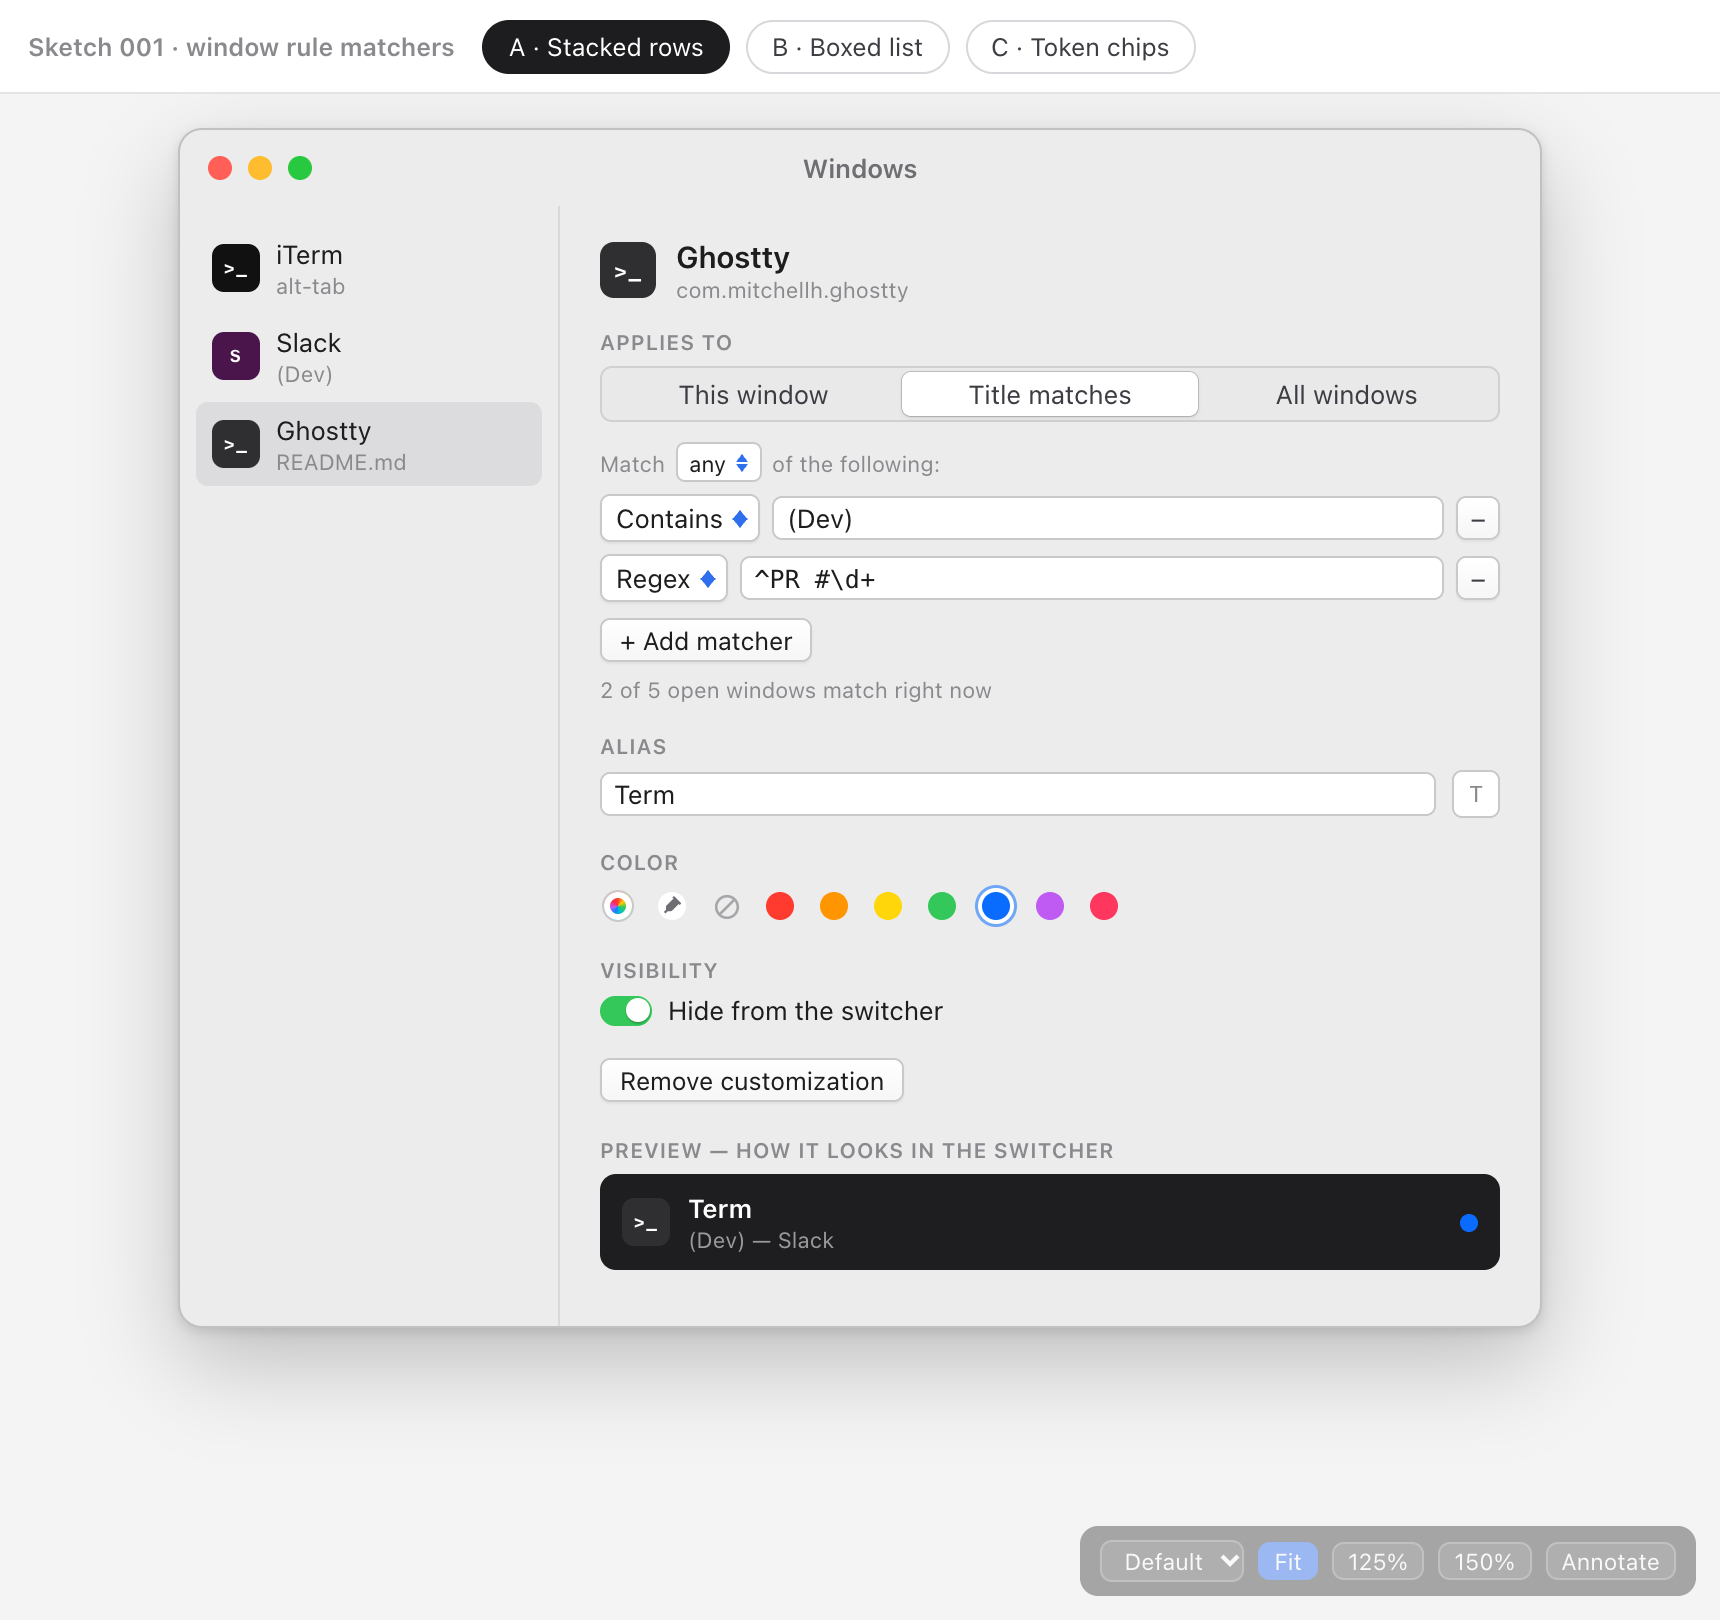 Sketch 001 · window rule matchers
A · Stacked rows
B · Boxed list
C · Token chips
Windows
>_
iTerm
alt-tab
S
Slack
(Dev)
>_
Ghostty
README.md
>_
Ghostty
com.mitchellh.ghostty
APPLIES TO
This window
Title matches
All windows
Match any of the following:
Contains (Dev) –
Regex ^PR #\d+ –
+ Add matcher
2 of 5 open windows match right now
ALIAS
Term T
COLOR
VISIBILITY
Hide from the switcher
Remove customization
PREVIEW — HOW IT LOOKS IN THE SWITCHER
>_
Term
(Dev) — Slack
Default Fit 125% 150% Annotate